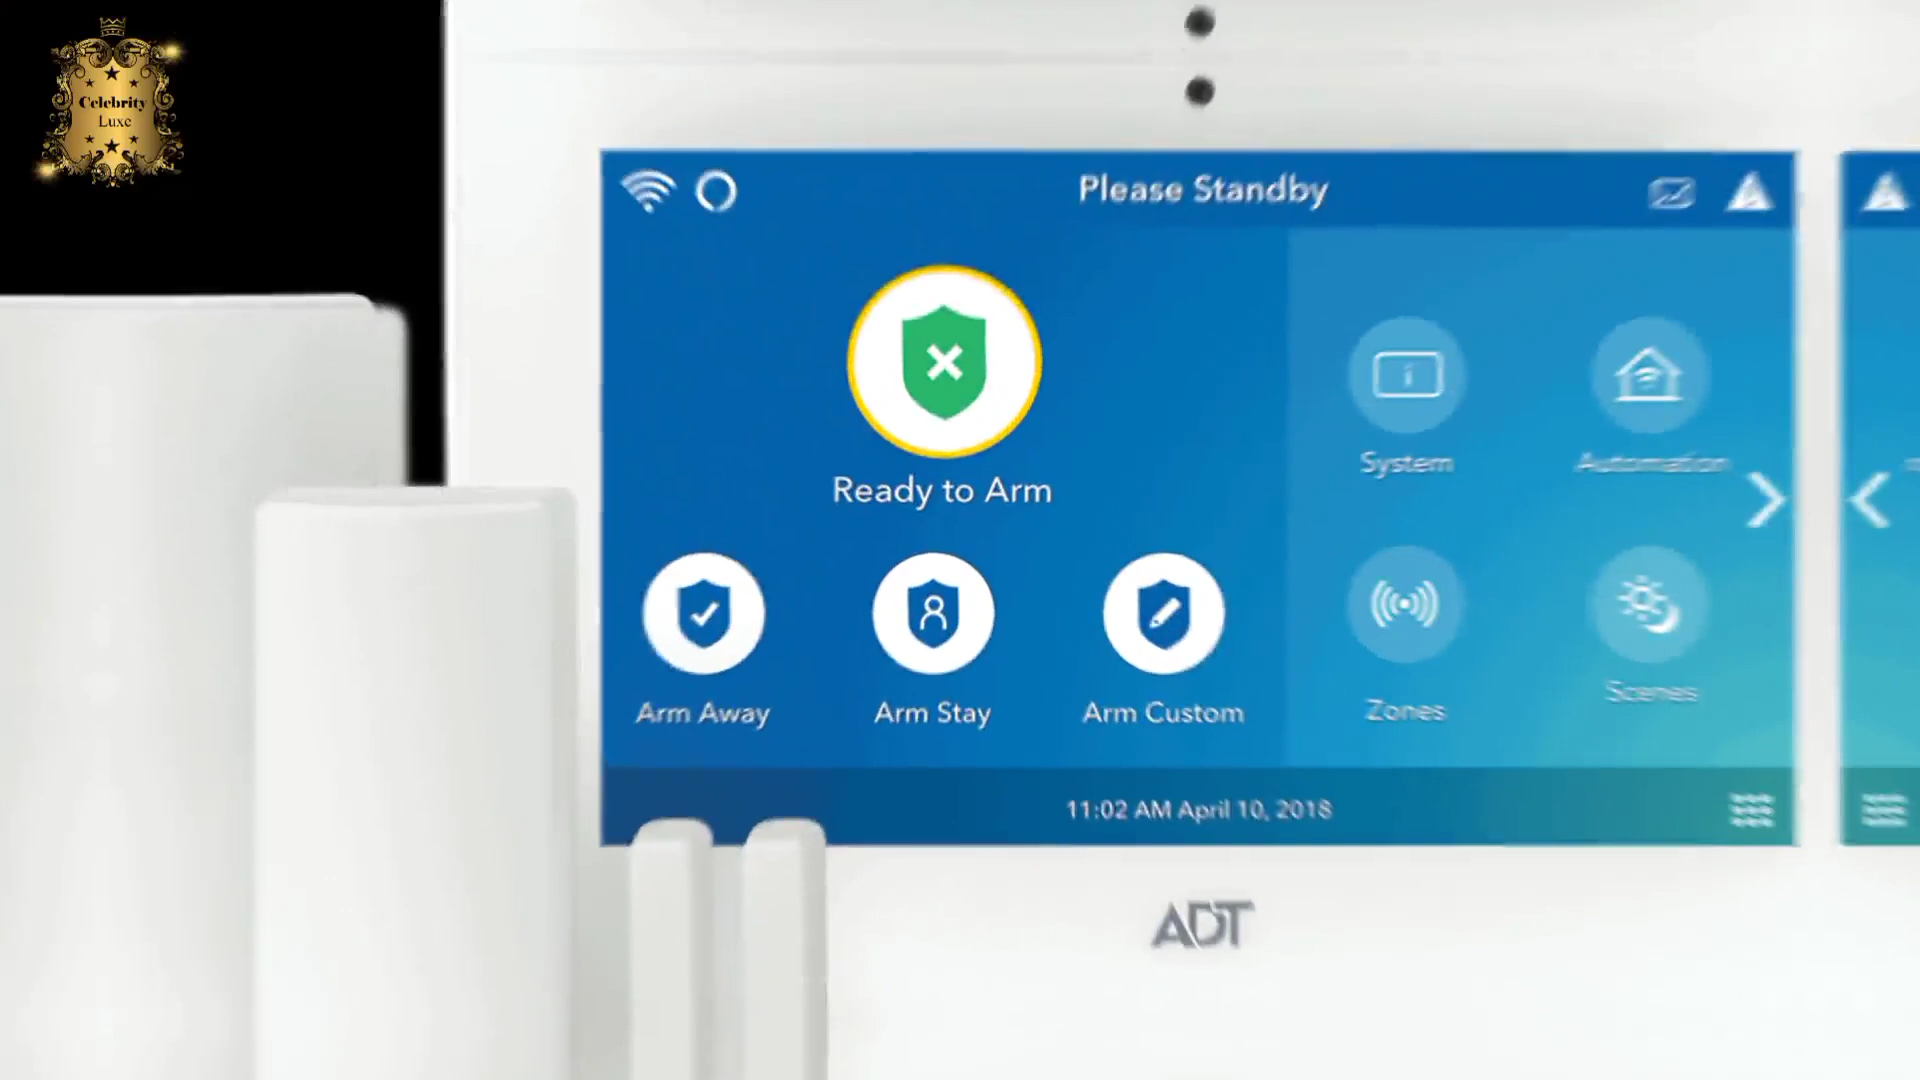 Celebrity
Luxe
Please Standby
Ready to Arm
System
Automation
Arm Away
Arm Stay
Arm Custom
Zones
Scenes
11:02 AM April 10, 2018
ADT